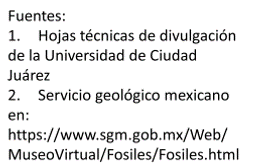 Fuentes:
1. Hojas técnicas de divulgación
de la Universidad de Ciudad
Juárez
2. Servicio geológico mexicano
en:
https://www.sgm.gob.mx/Web/
MuseoVirtual/Fosiles/Fosiles.html